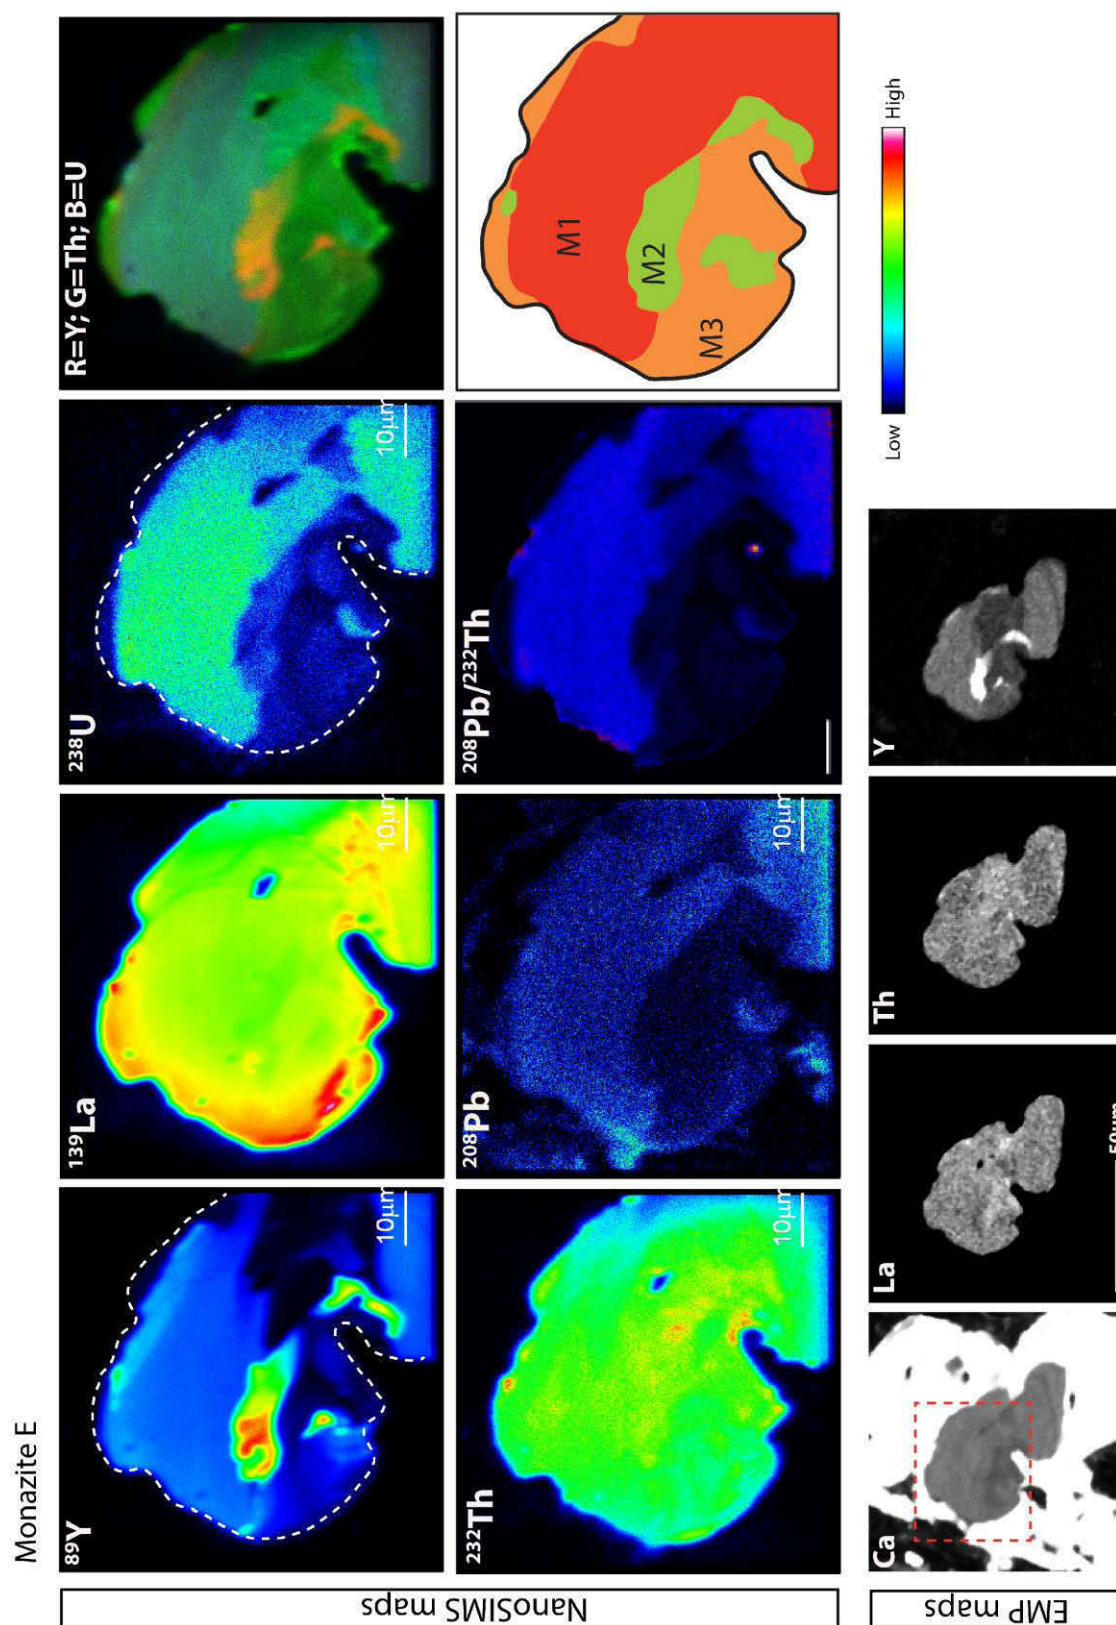 Monazite E
NanoSIMS maps
⁸⁹Y
10μm
¹³⁹La
10μm
²³⁸U
10μm
R=Y; G=Th; B=U
²³²Th
10μm
²⁰⁸Pb
10μm
²⁰⁸Pb/²³²Th
M1
M2
M3
EMP maps
Ca
La
50μm
Th
Y
Low
High